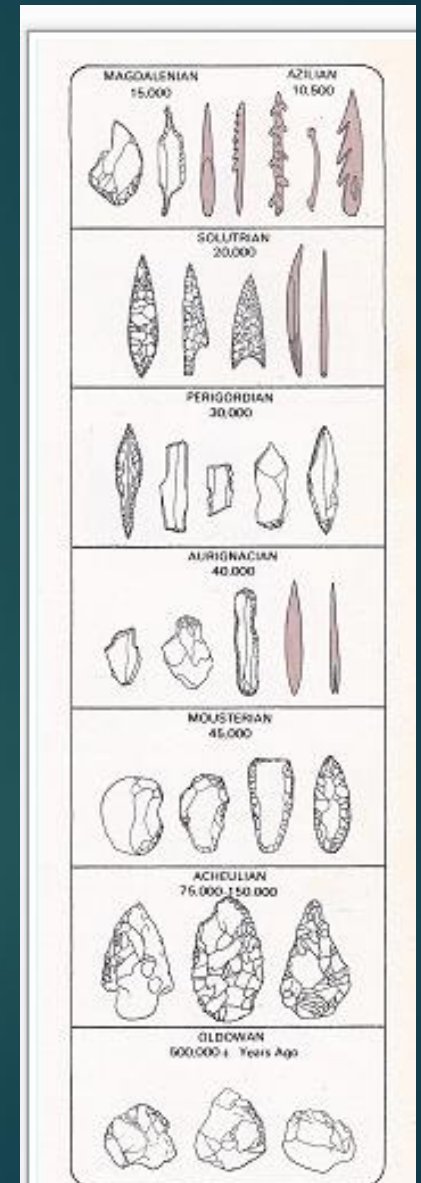 MAGDALENIAN
15,000
AZILIAN
10,500
SOLUTRIAN
20,000
PERIGORDIAN
30,000
AURIGNACIAN
40,000
MOUSTERIAN
45,000
ACHEULIAN
75,000-150,000
OLDOWAN
500,000 ± Years Ago